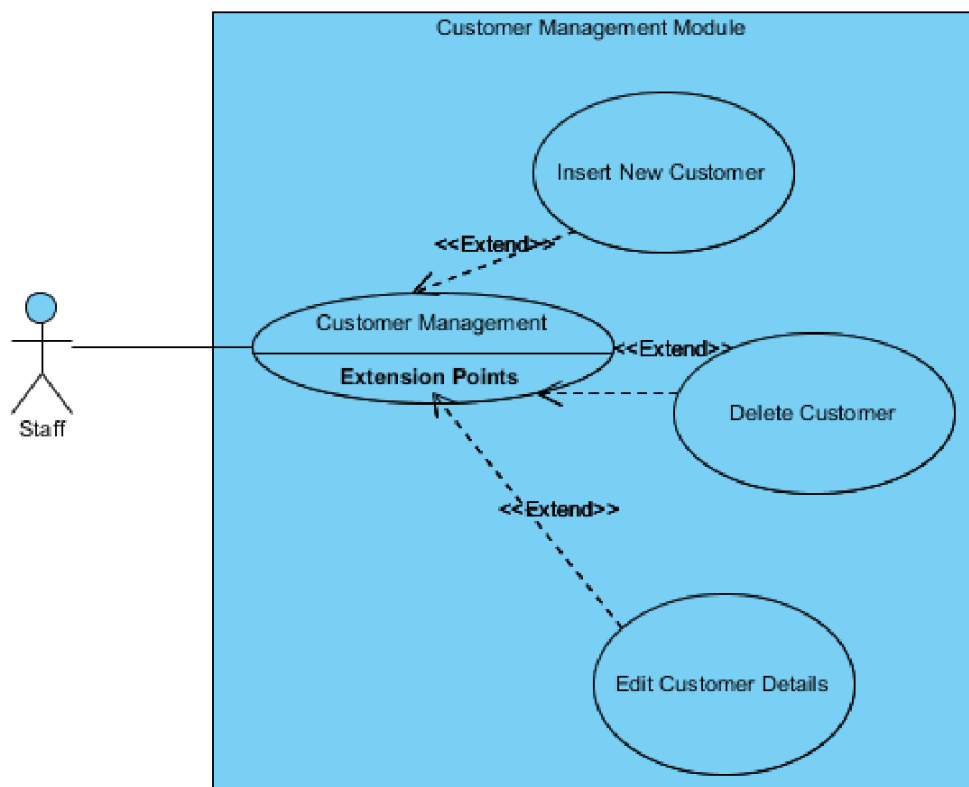 Customer Management Module
Insert New Customer
<<Extend>>
Customer Management
<<Extend>>
Extension Points
Delete Customer
Staff
<<Extend>>
Edit Customer Details